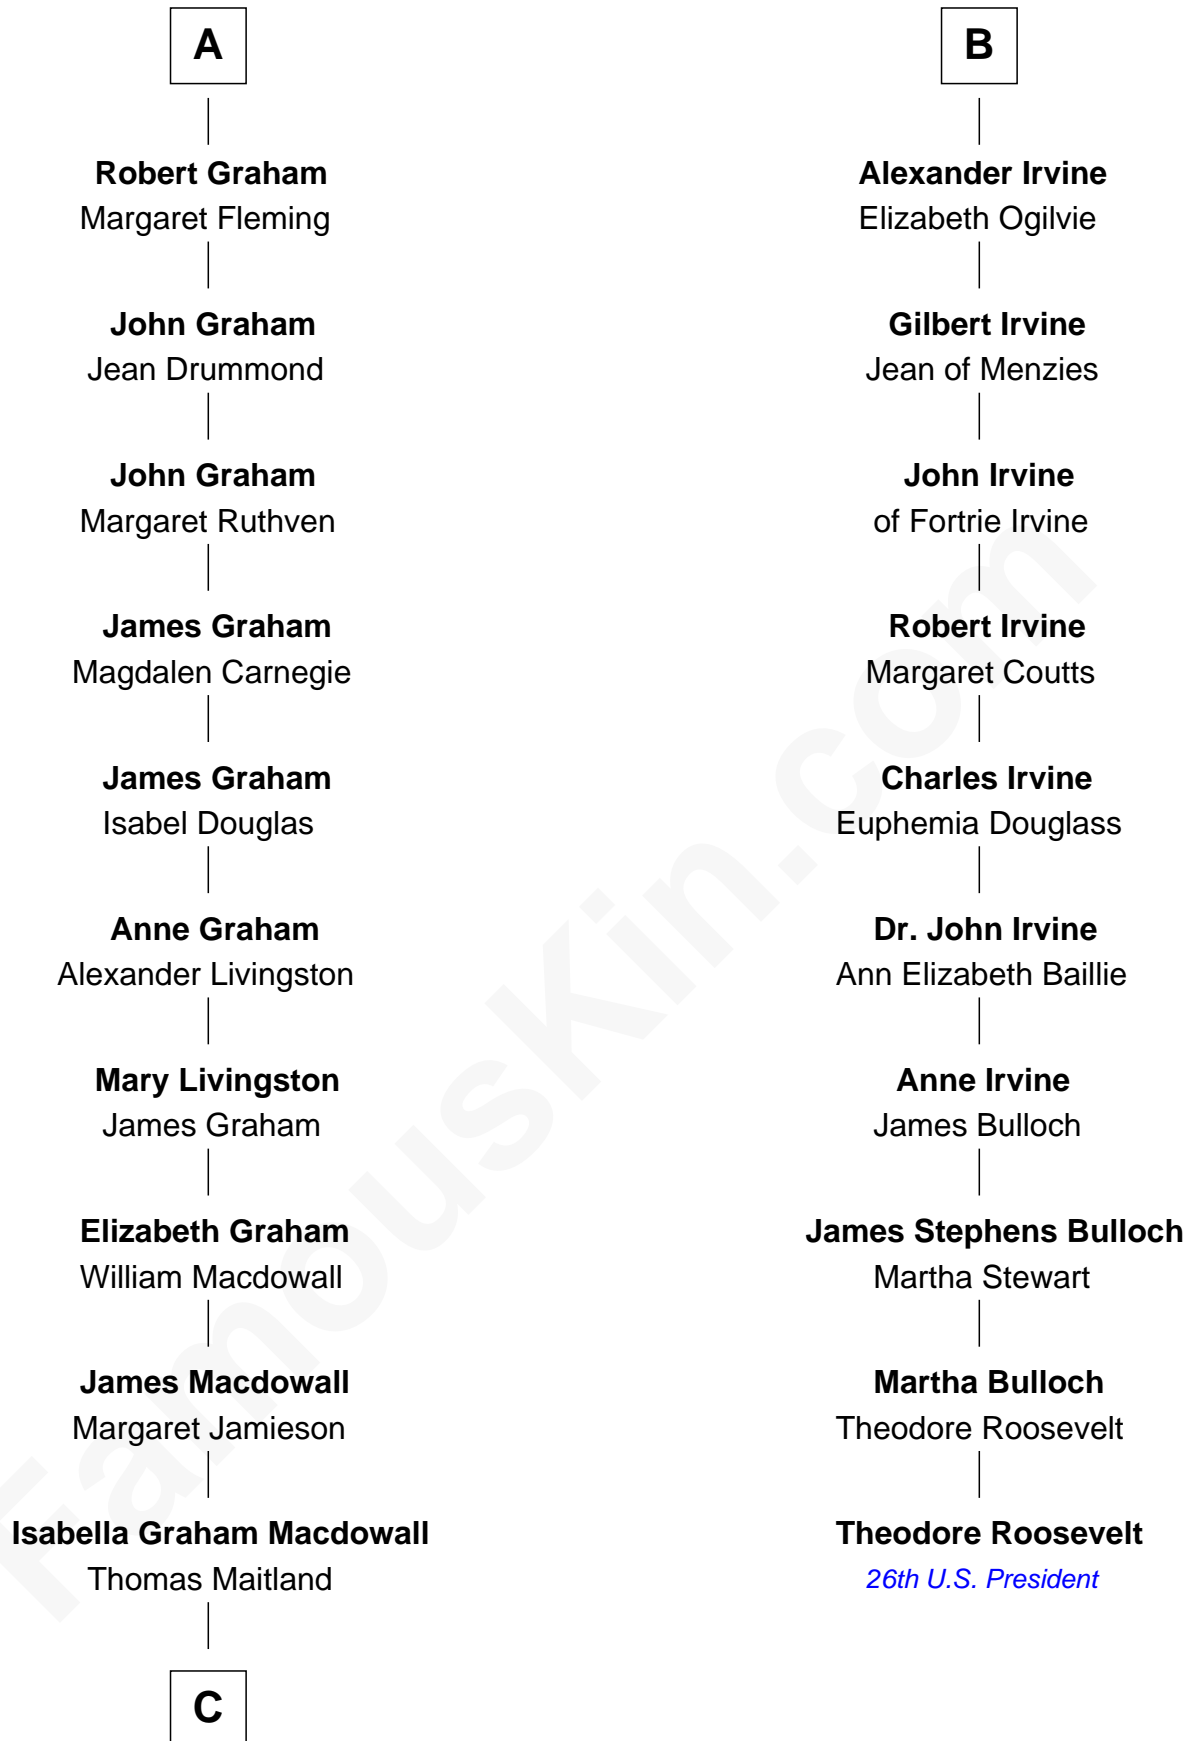 A
Robert Graham
Margaret Fleming
John Graham
Jean Drummond
John Graham
Margaret Ruthven
James Graham
Magdalen Carnegie
James Graham
Isabel Douglas
Anne Graham
Alexander Livingston
Mary Livingston
James Graham
Elizabeth Graham
William Macdowall
James Macdowall
Margaret Jamieson
Isabella Graham Macdowall
Thomas Maitland
C
B
Alexander Irvine
Elizabeth Ogilvie
Gilbert Irvine
Jean of Menzies
John Irvine
of Fortrie Irvine
Robert Irvine
Margaret Coutts
Charles Irvine
Euphemia Douglass
Dr. John Irvine
Ann Elizabeth Baillie
Anne Irvine
James Bulloch
James Stephens Bulloch
Martha Stewart
Martha Bulloch
Theodore Roosevelt
Theodore Roosevelt
26th U.S. President
FamousKin.com